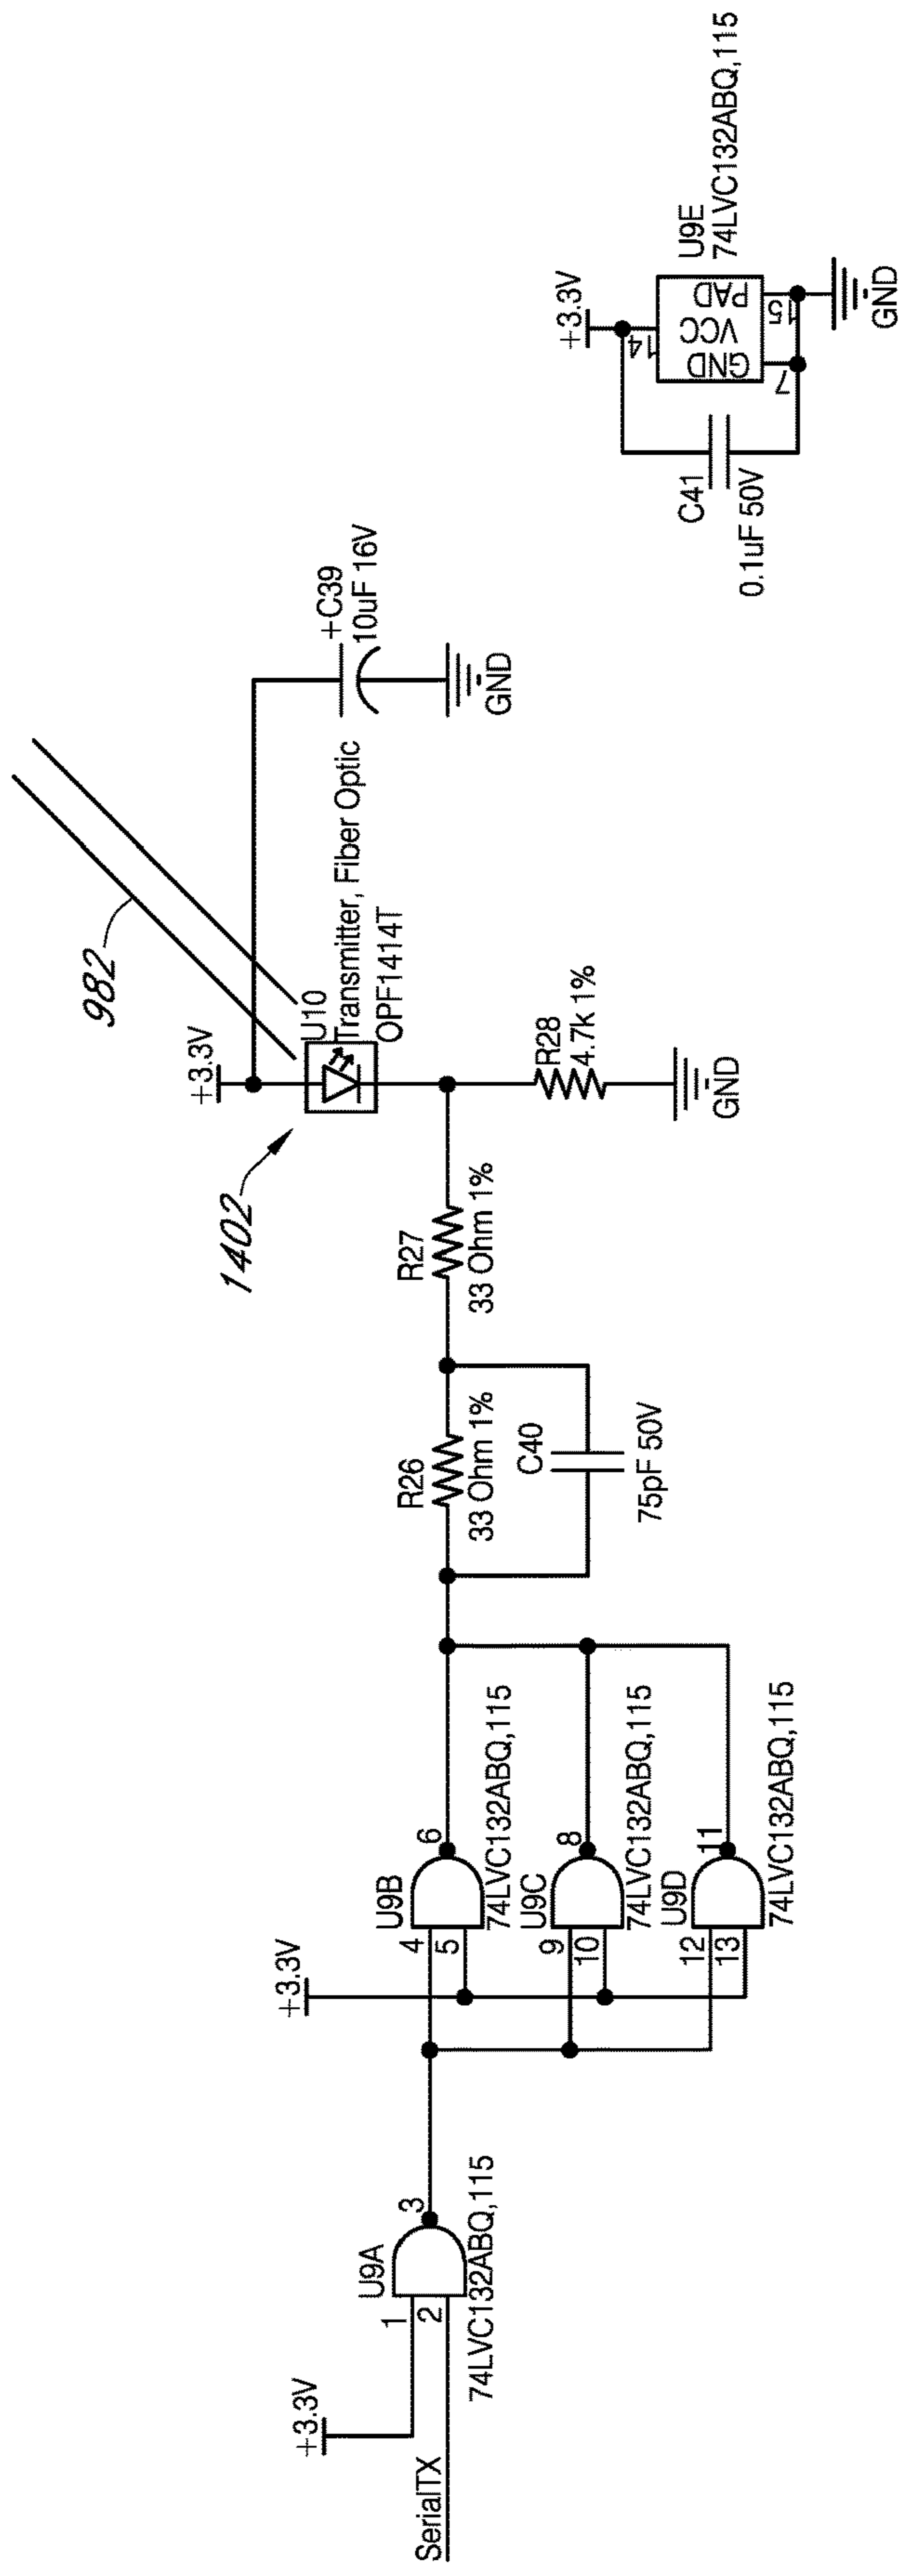 SerialTX
+3.3V
1
2
U9A
3
74LVC132ABQ,115
+3.3V
4
5
U9B
6
74LVC132ABQ,115
9
10
U9C
8
74LVC132ABQ,115
12
13
U9D
11
74LVC132ABQ,115
R26
33 Ohm 1%
C40
75pF 50V
R27
33 Ohm 1%
1402
+3.3V
982
U10
Transmitter, Fiber Optic
OPF1414T
R28
4.7k 1%
GND
+C39
10uF 16V
GND
C41
0.1uF 50V
+3.3V
14
GND
VCC
PAD
7
15
U9E
74LVC132ABQ,115
GND